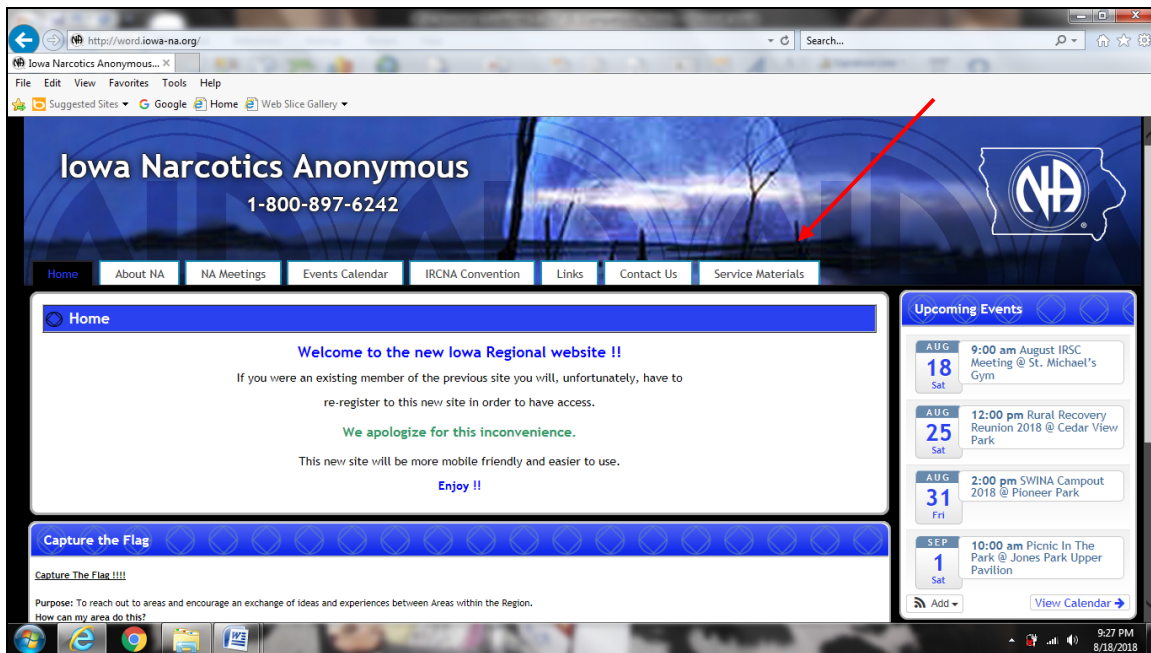 http://word.iowa-na.org/
Search...
Iowa Narcotics Anonymous...
File Edit View Favorites Tools Help
Suggested Sites Google Home Web Slice Gallery
Iowa Narcotics Anonymous
1-800-897-6242
NA
Home About NA NA Meetings Events Calendar IRCNA Convention Links Contact Us Service Materials
Home
Welcome to the new Iowa Regional website !!
If you were an existing member of the previous site you will, unfortunately, have to
re-register to this new site in order to have access.
We apologize for this inconvenience.
This new site will be more mobile friendly and easier to use.
Enjoy !!
Capture the Flag
Capture The Flag !!!!
Purpose: To reach out to areas and encourage an exchange of ideas and experiences between Areas within the Region.
How can my area do this?
Upcoming Events
AUG
18
Sat
9:00 am August IRSC
Meeting @ St. Michael's
Gym
AUG
25
Sat
12:00 pm Rural Recovery
Reunion 2018 @ Cedar View
Park
AUG
31
Fri
2:00 pm SWINA Campout
2018 @ Pioneer Park
SEP
1
Sat
10:00 am Picnic In The
Park @ Jones Park Upper
Pavilion
Add
View Calendar
9:27 PM
8/18/2018